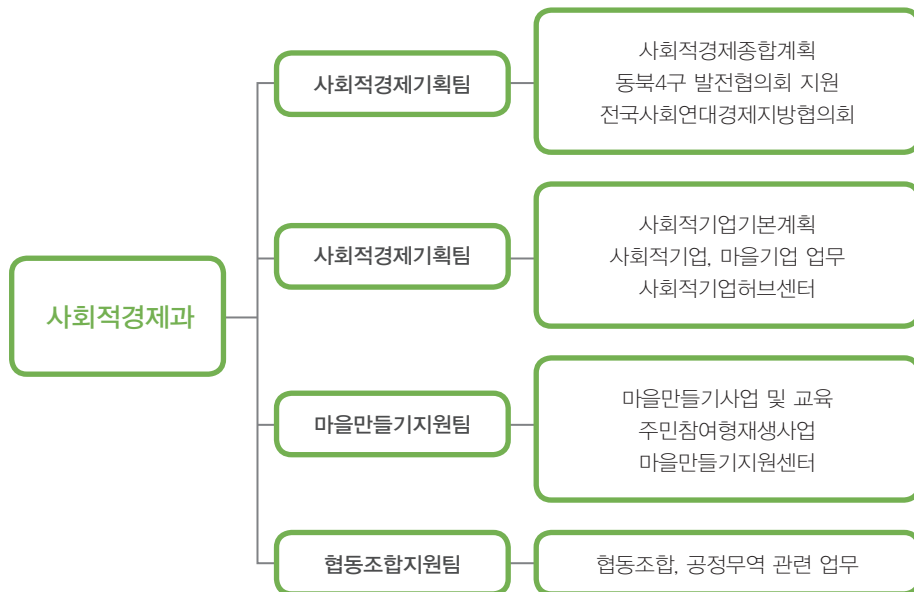 사회적경제과
사회적경제기획팀
사회적경제종합계획
동북4구 발전협의회 지원
전국사회연대경제지방협의회
사회적경제기획팀
사회적기업기본계획
사회적기업, 마을기업 업무
사회적기업허브센터
마을만들기지원팀
마을만들기사업 및 교육
주민참여형재생사업
마을만들기지원센터
협동조합지원팀
협동조합, 공정무역 관련 업무